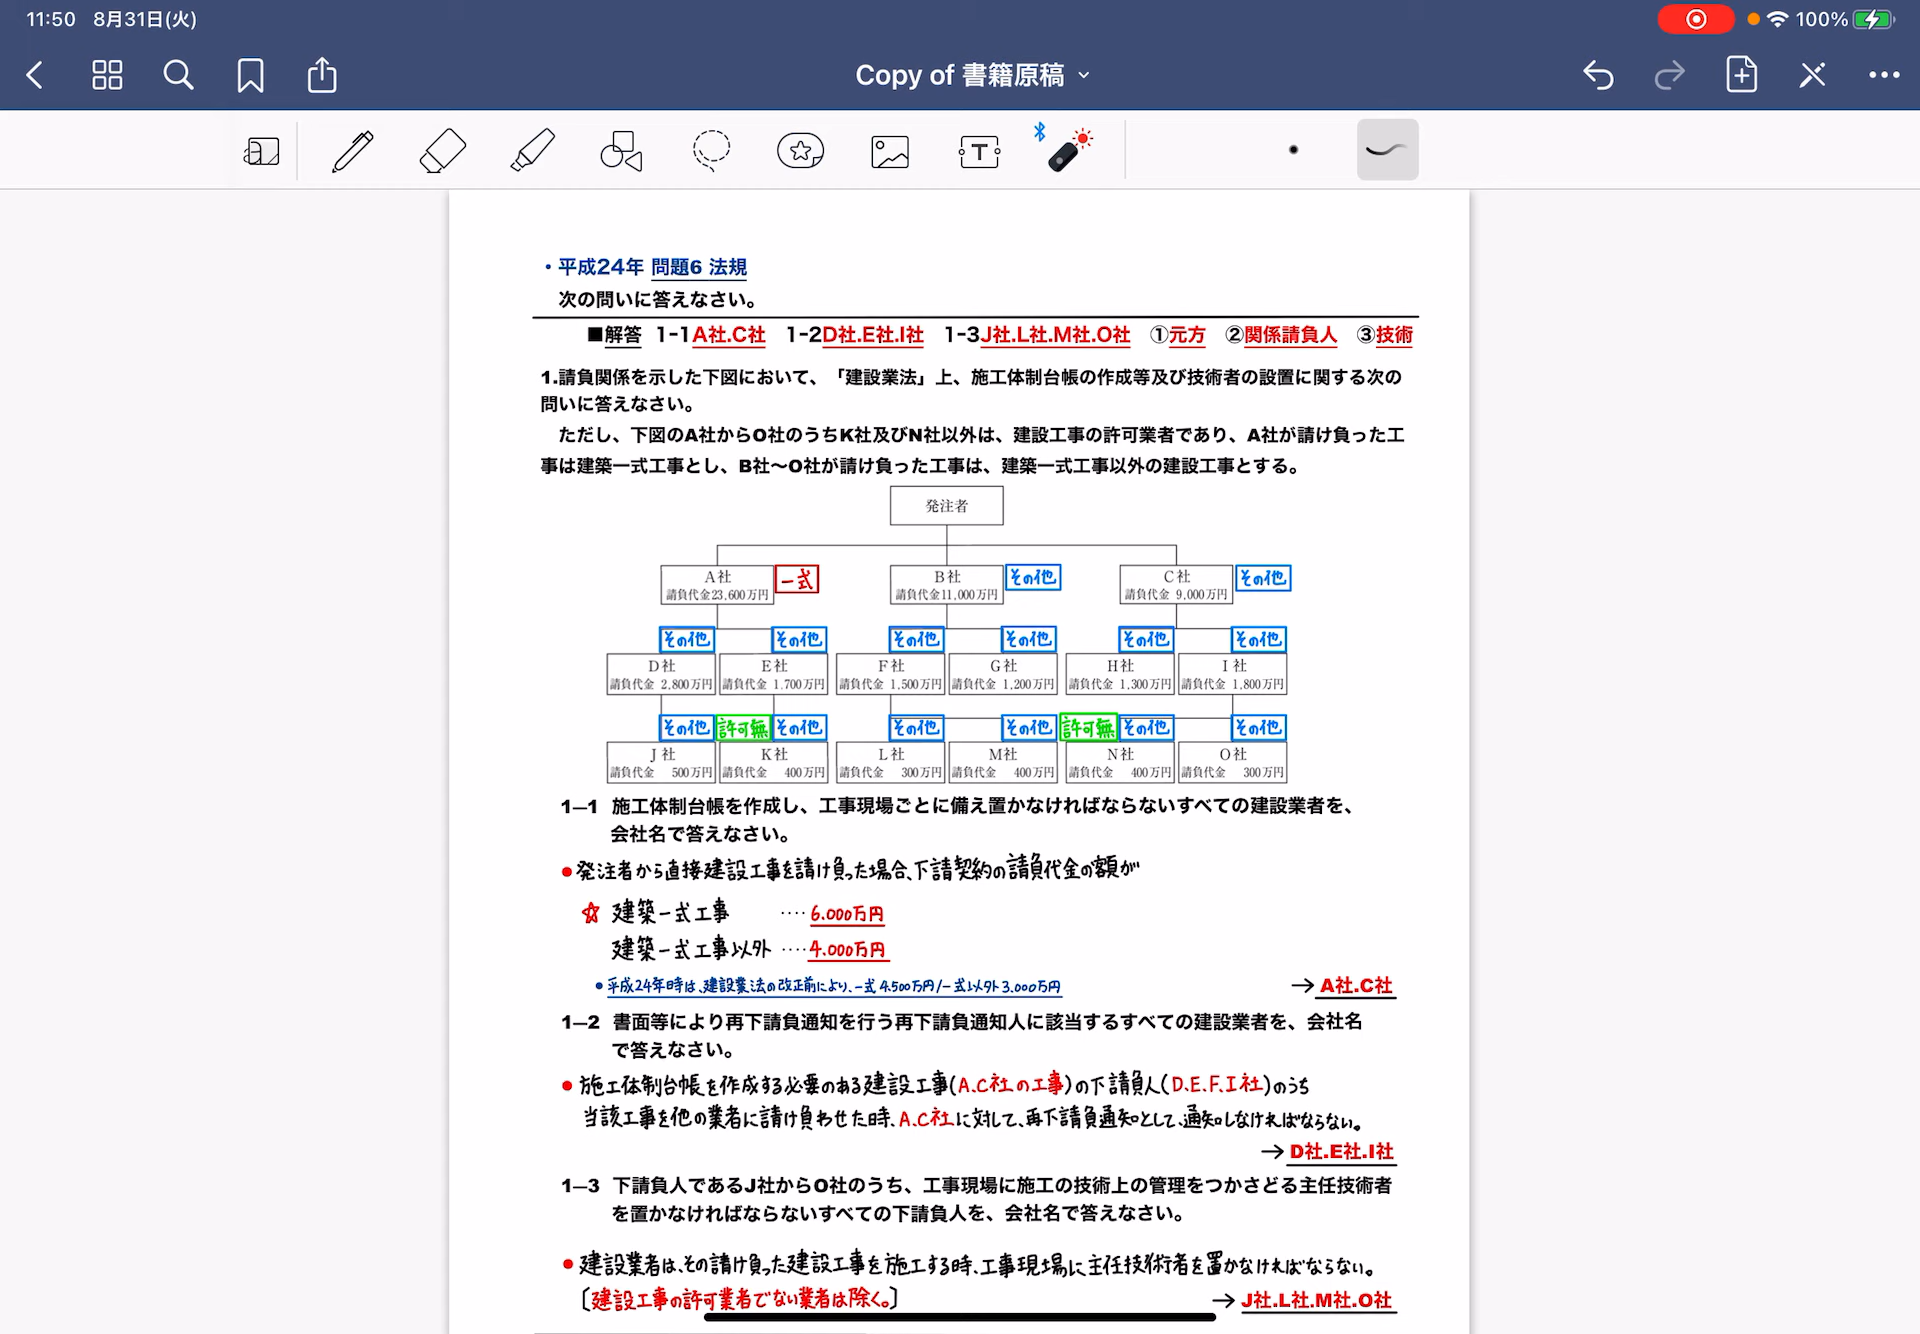 11:50 8月31日(火)
100%
Copy of 書籍原稿
・平成24年 問題6 法規
次の問いに答えなさい。
■解答 1-1A社.C社 1-2D社.E社.I社 1-3J社.L社.M社.O社 ①元方 ②関係請負人 ③技術
1.請負関係を示した下図において、「建設業法」上、施工体制台帳の作成等及び技術者の設置に関する次の
問いに答えなさい。
ただし、下図のA社からO社のうちK社及びN社以外は、建設工事の許可業者であり、A社が請け負った工
事は建築一式工事とし、B社〜O社が請け負った工事は、建築一式工事以外の建設工事とする。
発注者
A社 一式 B社 その他 C社 その他
請負代金23,600万円 請負代金11,000万円 請負代金 9,000万円
その他 その他 その他 その他 その他 その他
D社 E社 F社 G社 H社 I社
請負代金 2,800万円 請負代金 1,700万円 請負代金 1,500万円 請負代金 1,200万円 請負代金 1,300万円 請負代金 1,800万円
その他 許可無 その他 その他 その他 許可無 その他 その他
J社 K社 L社 M社 N社 O社
請負代金 500万円 請負代金 400万円 請負代金 300万円 請負代金 400万円 請負代金 400万円 請負代金 300万円
1—1 施工体制台帳を作成し、工事現場ごとに備え置かなければならないすべての建設業者を、
会社名で答えなさい。
●発注者から直接建設工事を請け負った場合、下請契約の請負代金の額が
☆ 建築一式工事 ····6.000万円
建築一式工事以外 ····4.000万円
●平成24年時は、建設業法の改正前により、一式4.500万円/一式以外3.000万円 →A社.C社
1—2 書面等により再下請負通知を行う再下請負通知人に該当するすべての建設業者を、会社名
で答えなさい。
●施工体制台帳を作成する必要のある建設工事(A.C社の工事)の下請負人(D.E.F.I社)のうち
当該工事を他の業者に請け負わせた時、A.C社に対して、再下請負通知として、通知しなければならない。
→D社.E社.I社
1—3 下請負人であるJ社からO社のうち、工事現場に施工の技術上の管理をつかさどる主任技術者
を置かなければならないすべての下請負人を、会社名で答えなさい。
●建設業者は、その請け負った建設工事を施工する時、工事現場に主任技術者を置かなければならない。
〔建設工事の許可業者でない業者は除く。〕 →J社.L社.M社.O社